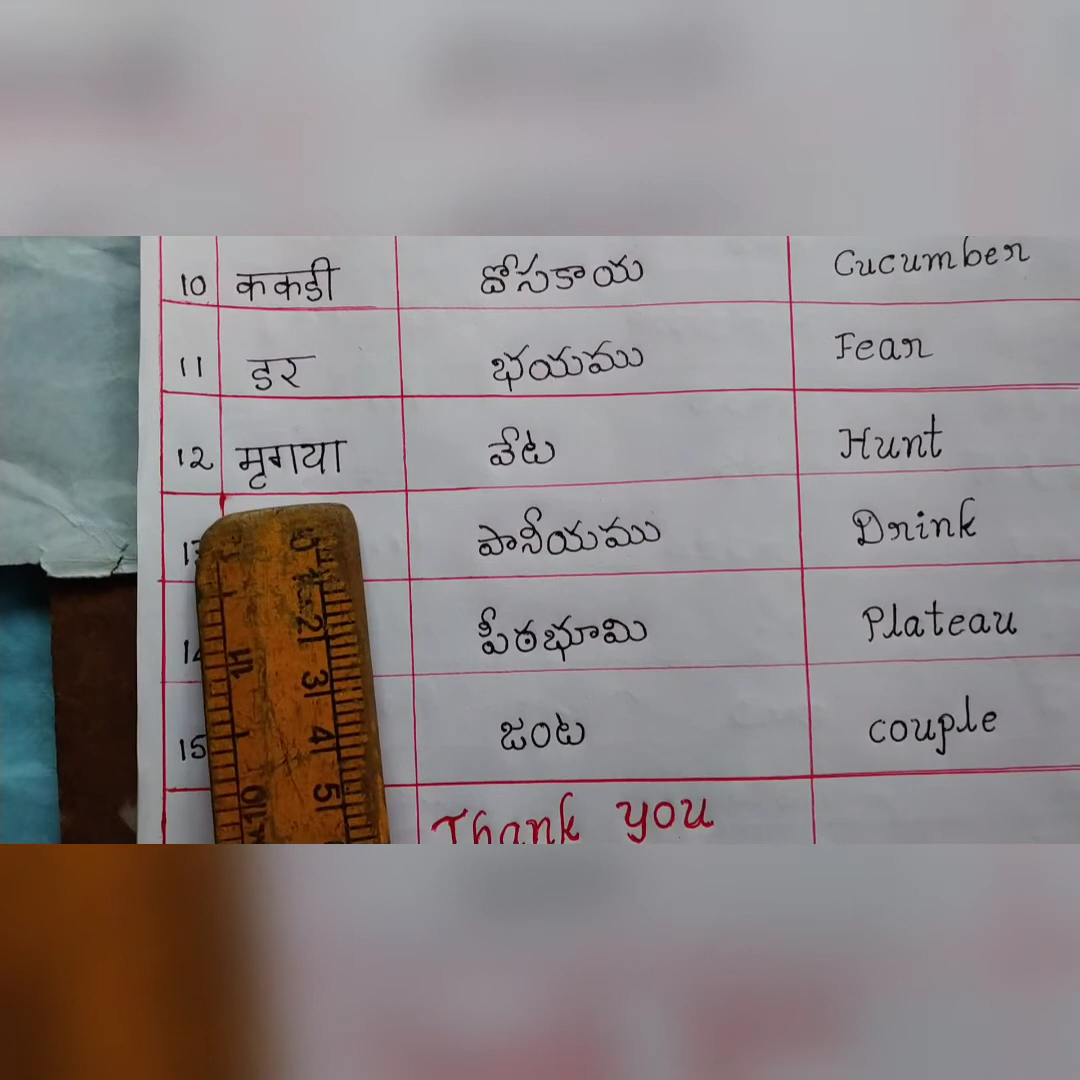 10 ककडी దోసకాయ Cucumber
11 डर భయము Fear
12 मृगया వేట Hunt
పానీయము Drink
పీఠభూమి Plateau
15 జంట couple
Thank you